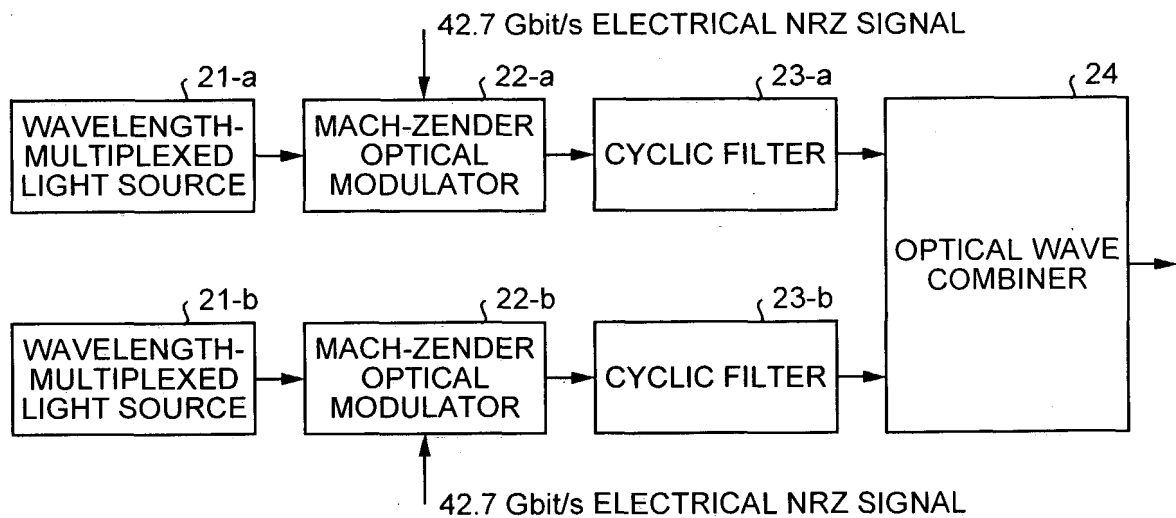 42.7 Gbit/s ELECTRICAL NRZ SIGNAL
21-a
22-a
23-a
24
WAVELENGTH-
MULTIPLEXED
LIGHT SOURCE
MACH-ZENDER
OPTICAL
MODULATOR
CYCLIC FILTER
OPTICAL WAVE
COMBINER
21-b
22-b
23-b
WAVELENGTH-
MULTIPLEXED
LIGHT SOURCE
MACH-ZENDER
OPTICAL
MODULATOR
CYCLIC FILTER
42.7 Gbit/s ELECTRICAL NRZ SIGNAL